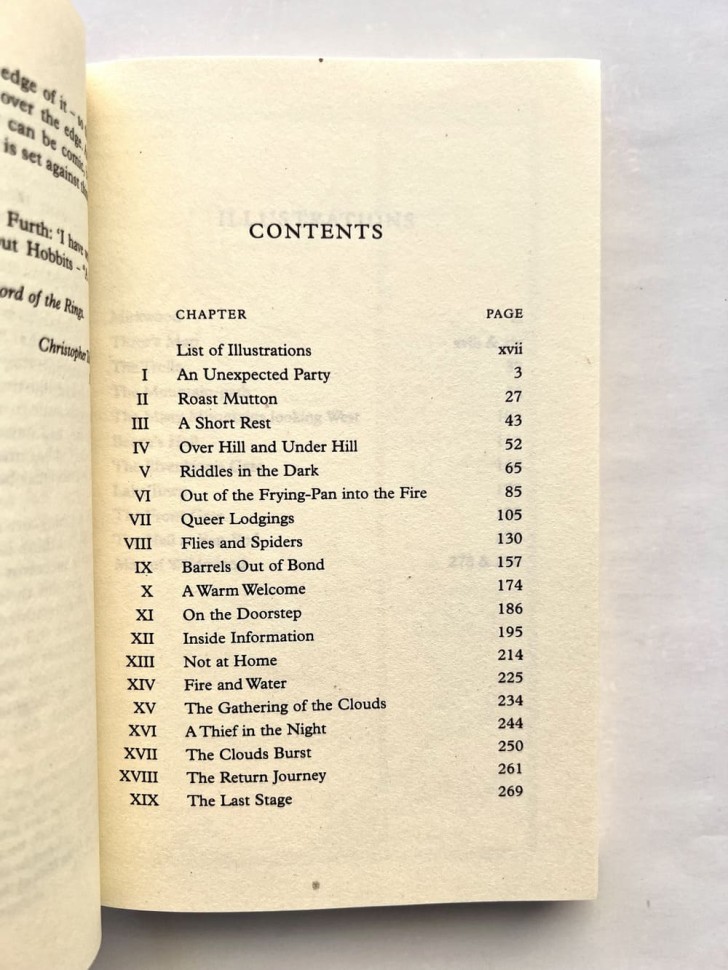 edge of it –
over the edge.
can be
is set against
Furth: 'I have
out Hobbits –
ord of the Rings.
Christopher
CONTENTS
CHAPTER PAGE
List of Illustrations xvii
I An Unexpected Party 3
II Roast Mutton 27
III A Short Rest 43
IV Over Hill and Under Hill 52
V Riddles in the Dark 65
VI Out of the Frying-Pan into the Fire 85
VII Queer Lodgings 105
VIII Flies and Spiders 130
IX Barrels Out of Bond 157
X A Warm Welcome 174
XI On the Doorstep 186
XII Inside Information 195
XIII Not at Home 214
XIV Fire and Water 225
XV The Gathering of the Clouds 234
XVI A Thief in the Night 244
XVII The Clouds Burst 250
XVIII The Return Journey 261
XIX The Last Stage 269